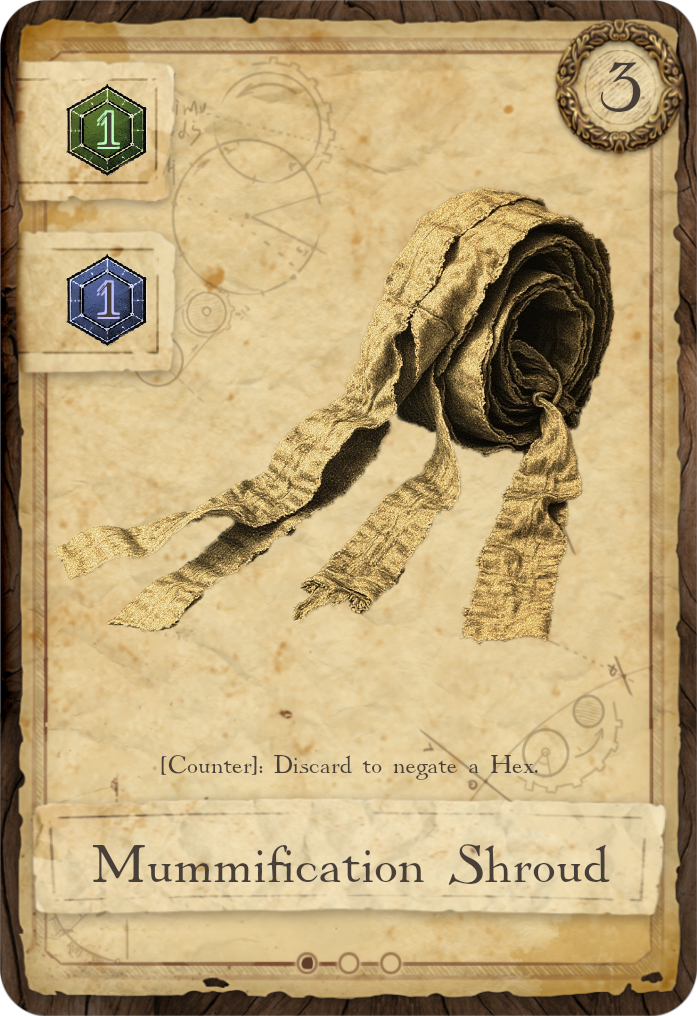 1
3
1
[Counter]: Discard to negate a Hex.
Mummification Shroud